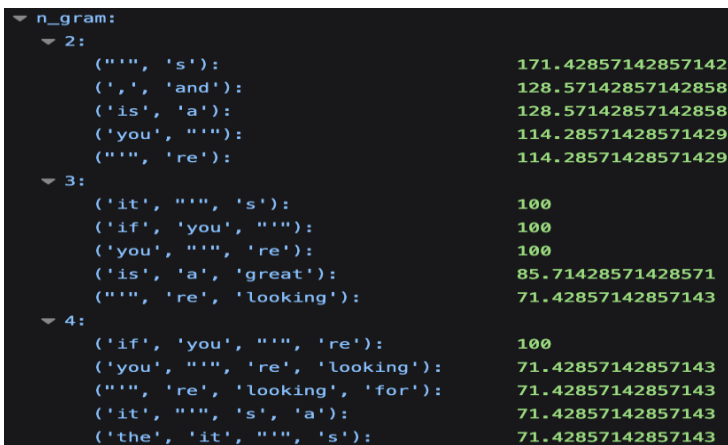 n_gram:
2:
("'", 's'): 171.42857142857142
(',', 'and'): 128.57142857142858
('is', 'a'): 128.57142857142858
('you', "'"): 114.28571428571429
("'", 're'): 114.28571428571429
3:
('it', "'", 's'): 100
('if', 'you', "'"): 100
('you', "'", 're'): 100
('is', 'a', 'great'): 85.71428571428571
("'", 're', 'looking'): 71.42857142857143
4:
('if', 'you', "'", 're'): 100
('you', "'", 're', 'looking'): 71.42857142857143
("'", 're', 'looking', 'for'): 71.42857142857143
('it', "'", 's', 'a'): 71.42857142857143
('the', 'it', "'", 's'): 71.42857142857143